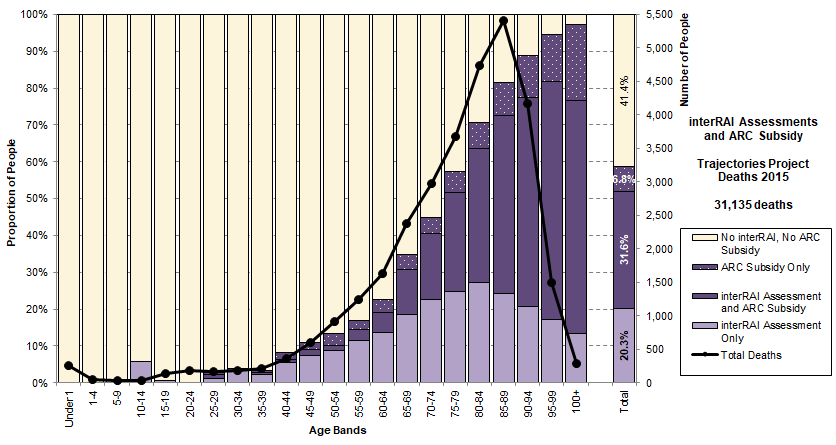 100%
90%
80%
70%
60%
50%
40%
30%
20%
10%
0%
Proportion of People
5,500
5,000
4,500
4,000
3,500
3,000
2,500
2,000
1,500
1,000
500
0
Number of People
Under 1
1-4
5-9
10-14
15-19
20-24
25-29
30-34
35-39
40-44
45-49
50-54
55-59
60-64
65-69
70-74
75-79
80-84
85-89
90-94
95-99
100+
Total
Age Bands
41.4%
6.8%
31.6%
20.3%
interRAI Assessments
and ARC Subsidy
Trajectories Project
Deaths 2015
31,135 deaths
No interRAI, No ARC
Subsidy
ARC Subsidy Only
interRAI Assessment
and ARC Subsidy
interRAI Assessment
Only
Total Deaths